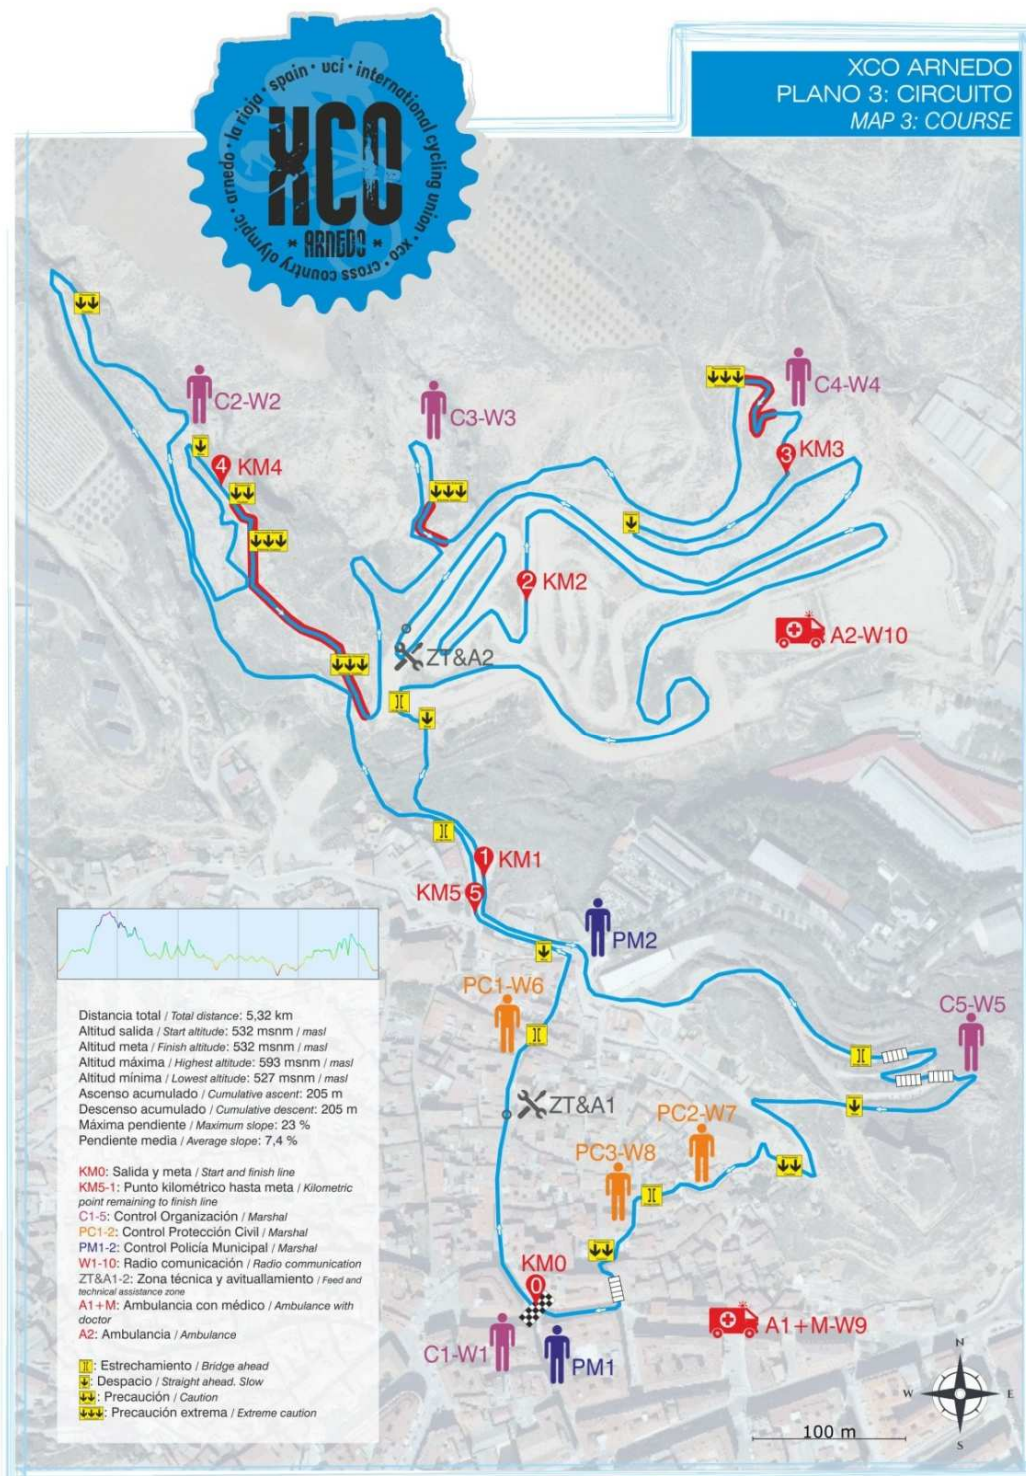 XCO ARNEDO
PLANO 3: CIRCUITO
MAP 3: COURSE
arnedo · la rioja · spain · uci · international cycling union · xco · cross country olympic ·
XCO
ARNEDO
C2-W2
C3-W3
C4-W4
4 KM4
3 KM3
2 KM2
A2-W10
ZT&A2
1 KM1
KM5 5
PM2
PC1-W6
C5-W5
ZT&A1
PC2-W7
PC3-W8
KM0
0
C1-W1
PM1
A1+M-W9
Distancia total / Total distance: 5,32 km
Altitud salida / Start altitude: 532 msnm / masl
Altitud meta / Finish altitude: 532 msnm / masl
Altitud máxima / Highest altitude: 593 msnm / masl
Altitud mínima / Lowest altitude: 527 msnm / masl
Ascenso acumulado / Cumulative ascent: 205 m
Descenso acumulado / Cumulative descent: 205 m
Máxima pendiente / Maximum slope: 23 %
Pendiente media / Average slope: 7,4 %
KM0: Salida y meta / Start and finish line
KM5-1: Punto kilométrico hasta meta / Kilometric
point remaining to finish line
C1-5: Control Organización / Marshal
PC1-2: Control Protección Civil / Marshal
PM1-2: Control Policía Municipal / Marshal
W1-10: Radio comunicación / Radio communication
ZT&A1-2: Zona técnica y avituallamiento / Feed and
technical assistance zone
A1+M: Ambulancia con médico / Ambulance with
doctor
A2: Ambulancia / Ambulance
: Estrechamiento / Bridge ahead
: Despacio / Straight ahead. Slow
: Precaución / Caution
: Precaución extrema / Extreme caution
N
W E
S
100 m